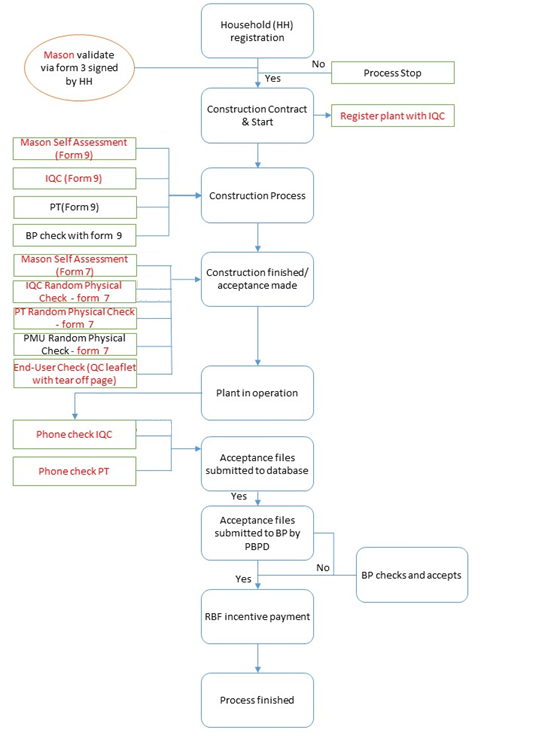 Household (HH)
registration
Mason validate
via form 3 signed
by HH
No
Process Stop
Yes
Construction Contract
& Start
Register plant with IQC
Mason Self Assessment
(Form 9)
IQC (Form 9)
PT(Form 9)
BP check with form 9
Construction Process
Mason Self Assessment
(Form 7)
IQC Random Physical
Check - form 7
PT Random Physical Check
- form 7
PMU Random Physical
Check - form 7
End-User Check (QC leaflet
with tear off page)
Construction finished/
acceptance made
Plant in operation
Phone check IQC
Phone check PT
Acceptance files
submitted to database
Yes
Acceptance files
submitted to BP by
PBPD
No
BP checks and accepts
Yes
RBF incentive payment
Process finished